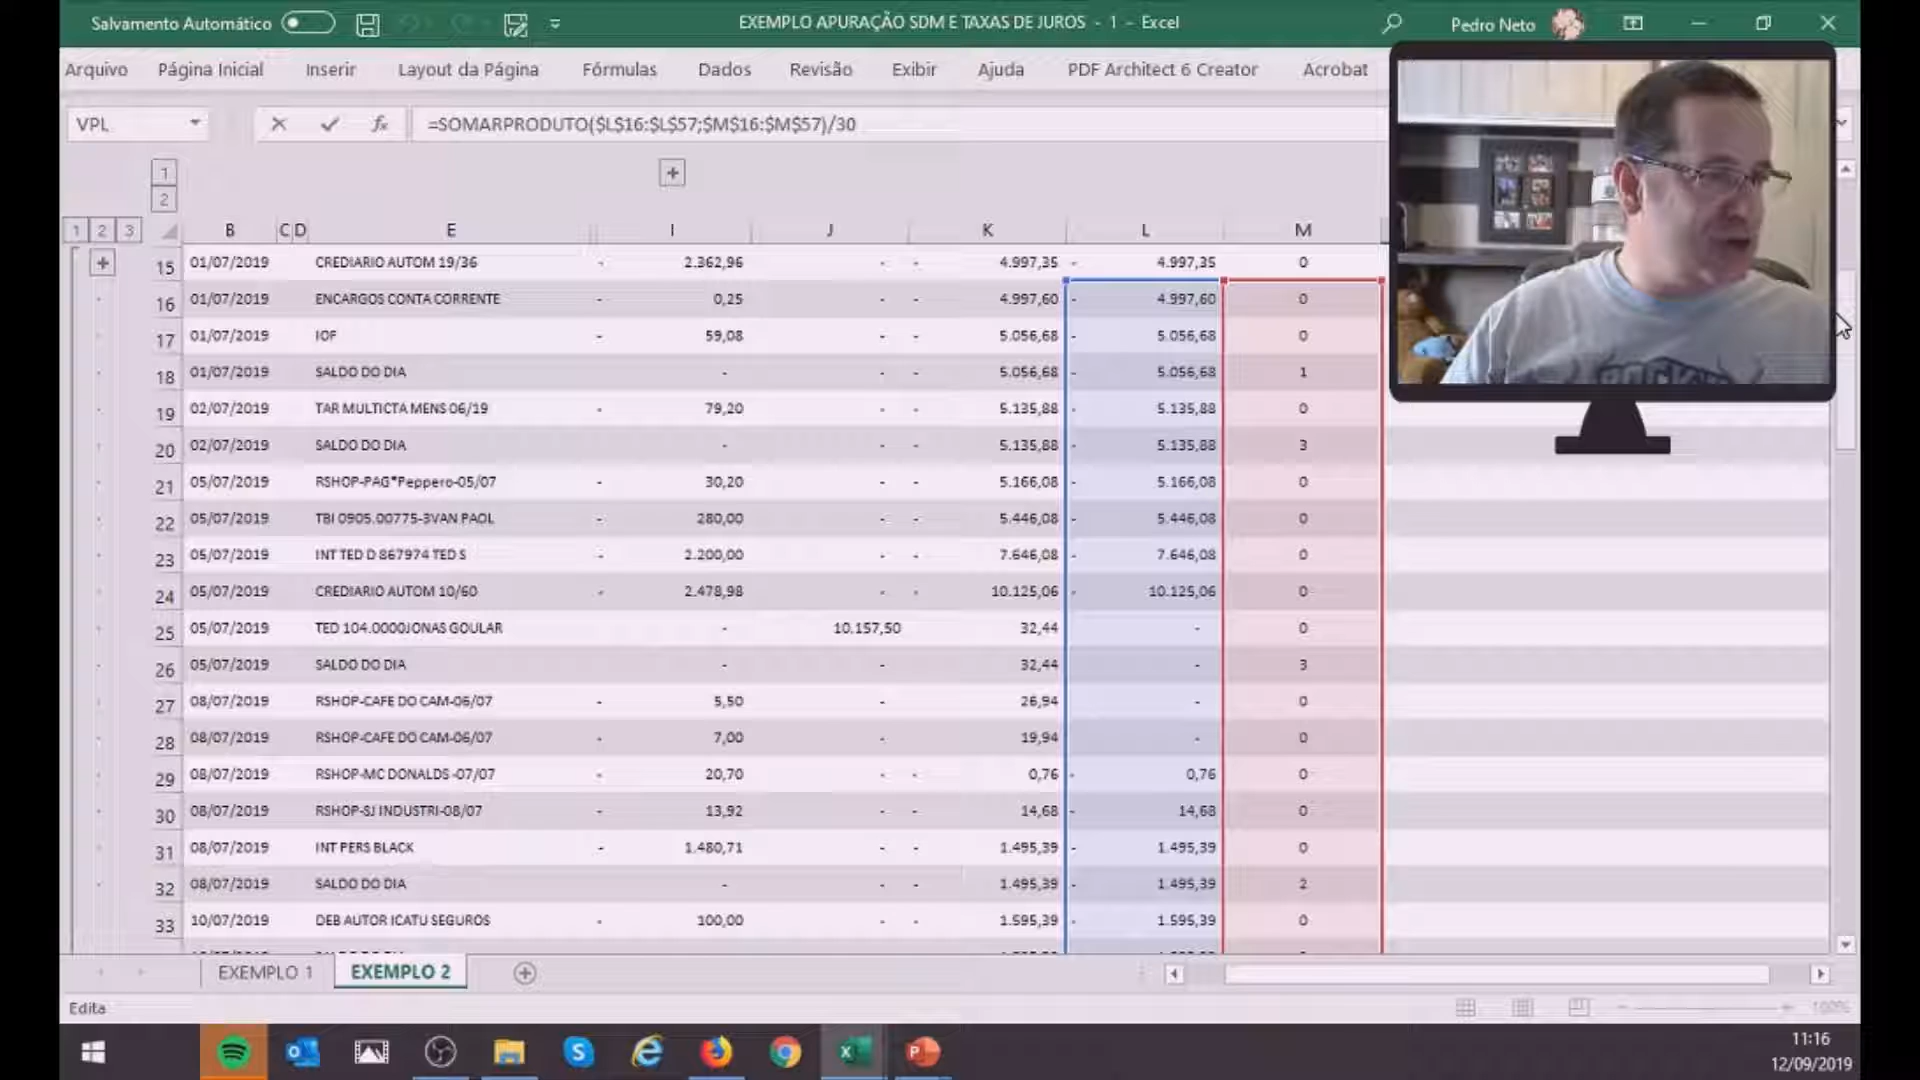 Salvamento Automático
EXEMPLO APURAÇÃO SDM E TAXAS DE JUROS - 1 - Excel
Pedro Neto
Arquivo Página Inicial Inserir Layout da Página Fórmulas Dados Revisão Exibir Ajuda PDF Architect 6 Creator Acrobat
VPL fx =SOMARPRODUTO($L$16:$L$57;$M$16:$M$57)/30
1
2
1 2 3 B C D E I J K L M
15 01/07/2019 CREDIARIO AUTOM 19/36 - 2.362,96 - - 4.997,35 - 4.997,35 0
16 01/07/2019 ENCARGOS CONTA CORRENTE - 0,25 - - 4.997,60 - 4.997,60 0
17 01/07/2019 IOF - 59,08 - - 5.056,68 - 5.056,68 0
18 01/07/2019 SALDO DO DIA - - - 5.056,68 - 5.056,68 1
19 02/07/2019 TAR MULTICTA MENS 06/19 - 79,20 - - 5.135,88 - 5.135,88 0
20 02/07/2019 SALDO DO DIA - - - 5.135,88 - 5.135,88 3
21 05/07/2019 RSHOP-PAG*Peppero-05/07 - 30,20 - - 5.166,08 - 5.166,08 0
22 05/07/2019 TBI 0905.00775-3VAN PAOL - 280,00 - - 5.446,08 - 5.446,08 0
23 05/07/2019 INT TED D 867974 TED S - 2.200,00 - - 7.646,08 - 7.646,08 0
24 05/07/2019 CREDIARIO AUTOM 10/60 - 2.478,98 - - 10.125,06 - 10.125,06 0
25 05/07/2019 TED 104.0000JONAS GOULAR - 10.157,50 32,44 - 0
26 05/07/2019 SALDO DO DIA - - 32,44 - 3
27 08/07/2019 RSHOP-CAFE DO CAM-06/07 - 5,50 - 26,94 - 0
28 08/07/2019 RSHOP-CAFE DO CAM-06/07 - 7,00 - 19,94 - 0
29 08/07/2019 RSHOP-MC DONALDS -07/07 - 20,70 - - 0,76 - 0,76 0
30 08/07/2019 RSHOP-SJ INDUSTRI-08/07 - 13,92 - - 14,68 - 14,68 0
31 08/07/2019 INT PERS BLACK - 1.480,71 - - 1.495,39 - 1.495,39 0
32 08/07/2019 SALDO DO DIA - - - 1.495,39 - 1.495,39 2
33 10/07/2019 DEB AUTOR ICATU SEGUROS - 100,00 - - 1.595,39 - 1.595,39 0
EXEMPLO 1 EXEMPLO 2
Edita
100%
11:16
12/09/2019